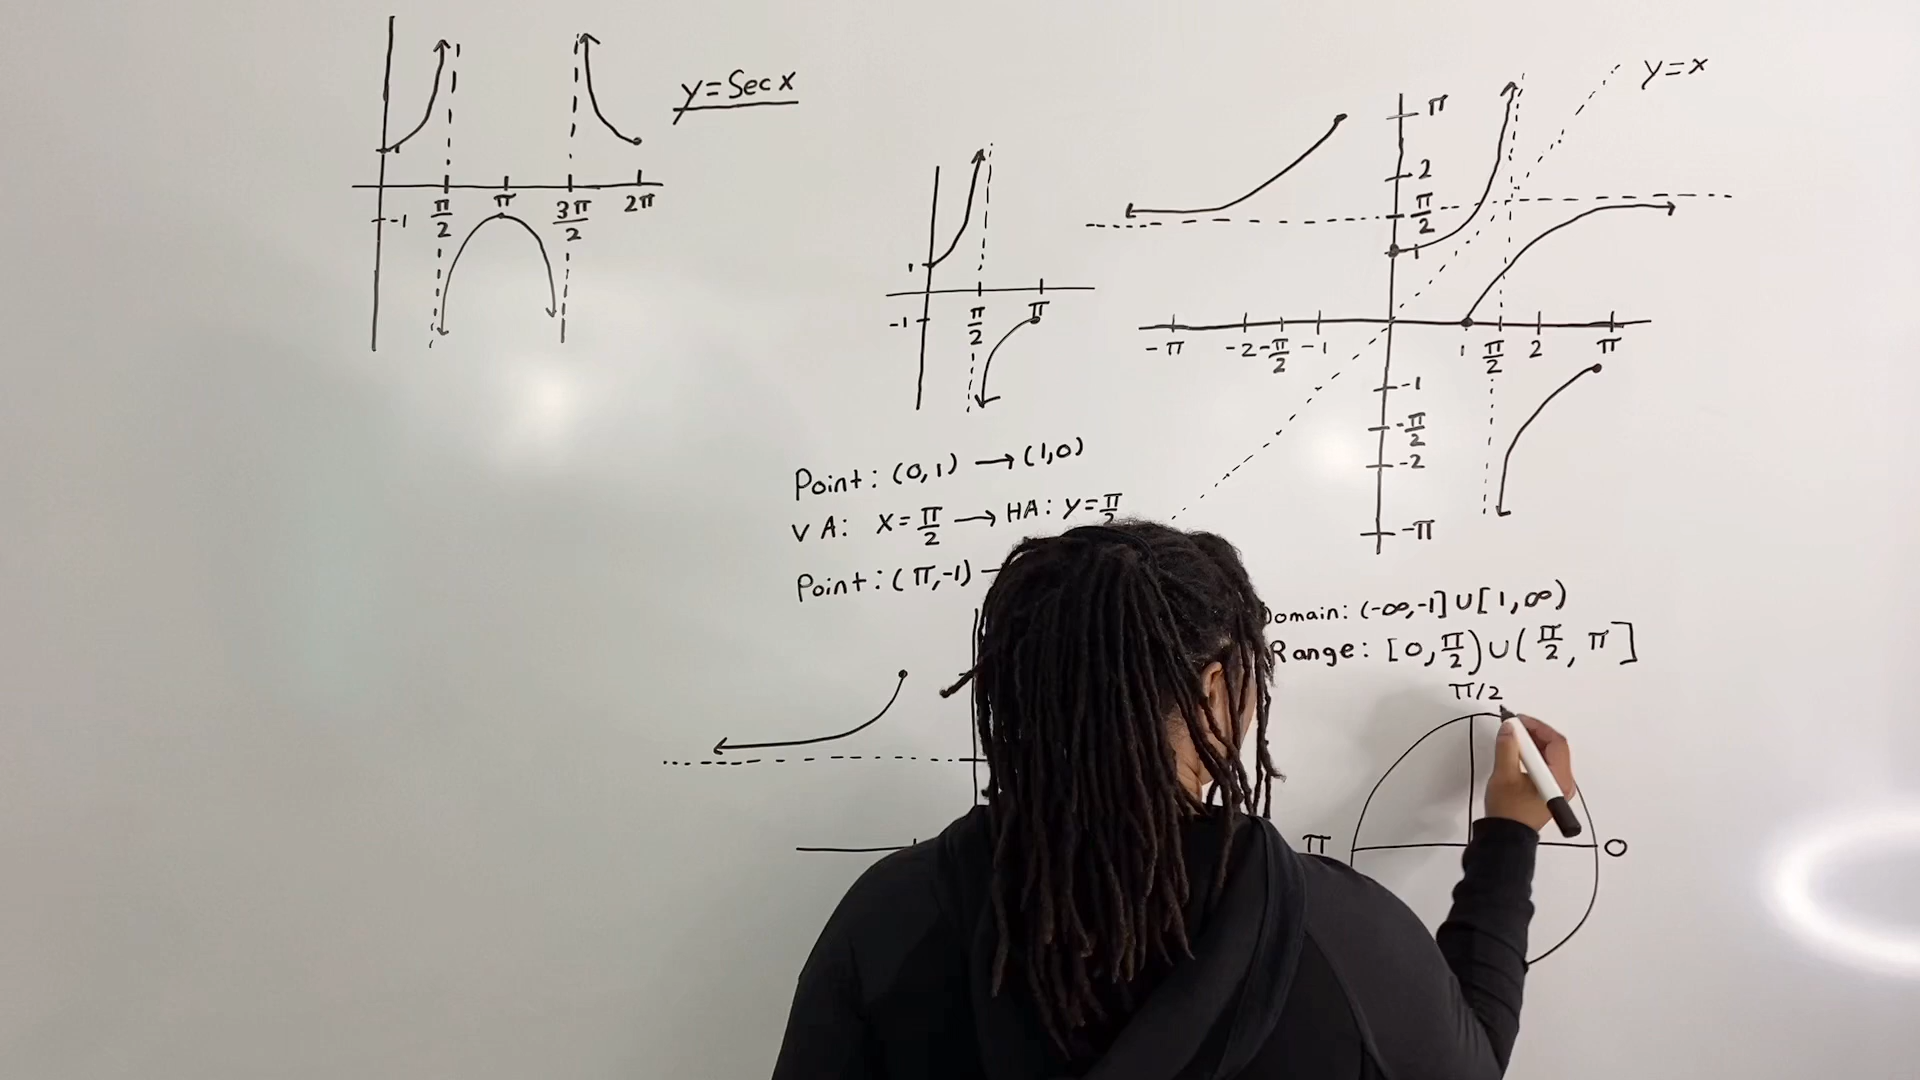 y=Sec x
1
-1
π/2
π
3π/2
2π
1
-1
π/2
π
y=x
π
2
π/2
1
-π
-2
-π/2
-1
1
π/2
2
π
-1
-π/2
-2
-π
Point: (0,1) → (1,0)
VA: x=π/2 → HA: y=π/2
Point: (π,-1)
Domain: (-∞,-1]∪[1,∞)
Range: [0,π/2)∪(π/2,π]
π/2
π
0